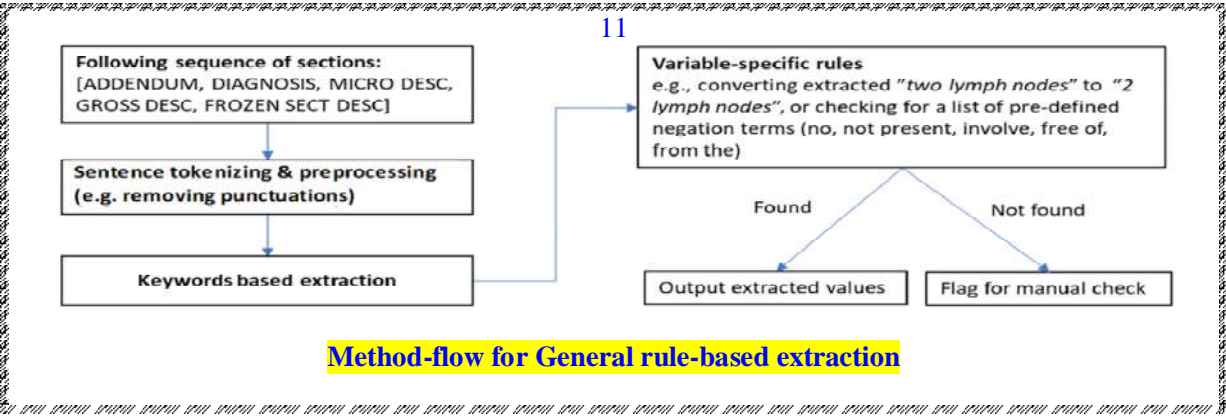 11
Following sequence of sections:
[ADDENDUM, DIAGNOSIS, MICRO DESC,
GROSS DESC, FROZEN SECT DESC]
Sentence tokenizing & preprocessing
(e.g. removing punctuations)
Keywords based extraction
Variable-specific rules
e.g., converting extracted "two lymph nodes" to "2
lymph nodes", or checking for a list of pre-defined
negation terms (no, not present, involve, free of,
from the)
Found
Not found
Output extracted values
Flag for manual check
Method-flow for General rule-based extraction